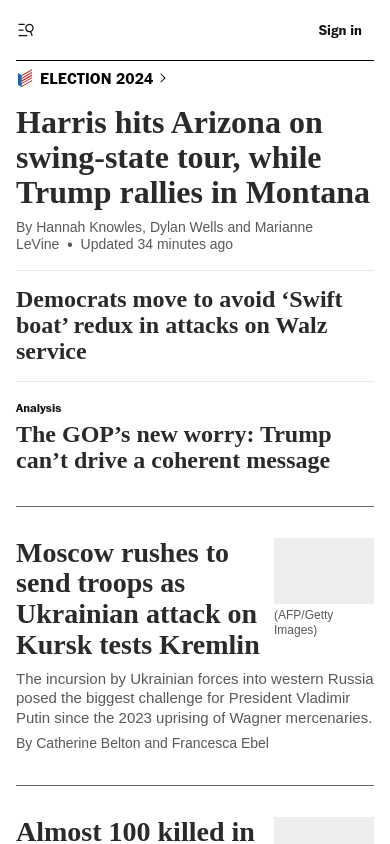 Sign in
ELECTION 2024
Harris hits Arizona on
swing-state tour, while
Trump rallies in Montana
By Hannah Knowles, Dylan Wells and Marianne
LeVine • Updated 34 minutes ago
Democrats move to avoid ‘Swift
boat’ redux in attacks on Walz
service
Analysis
The GOP’s new worry: Trump
can’t drive a coherent message
Moscow rushes to
send troops as
Ukrainian attack on
Kursk tests Kremlin
(AFP/Getty
Images)
The incursion by Ukrainian forces into western Russia
posed the biggest challenge for President Vladimir
Putin since the 2023 uprising of Wagner mercenaries.
By Catherine Belton and Francesca Ebel
Almost 100 killed in